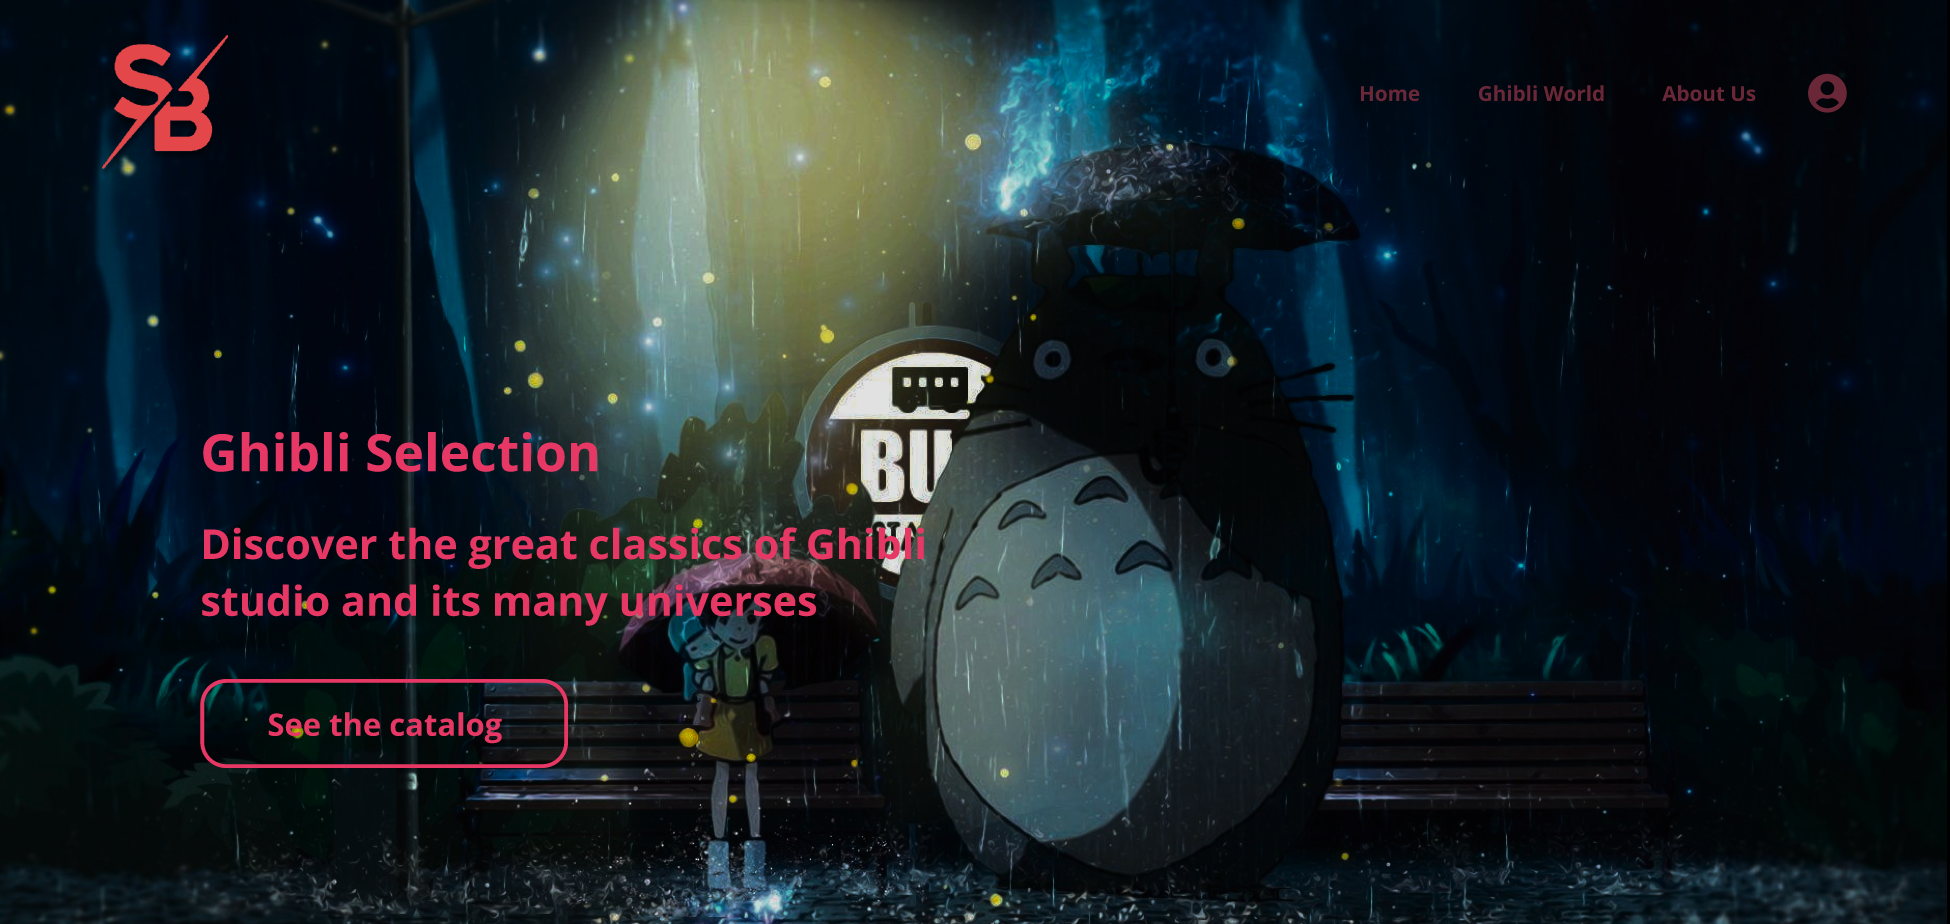 SB
Home Ghibli World About Us
BU
Ghibli Selection
Discover the great classics of Ghibli
studio and its many universes
See the catalog